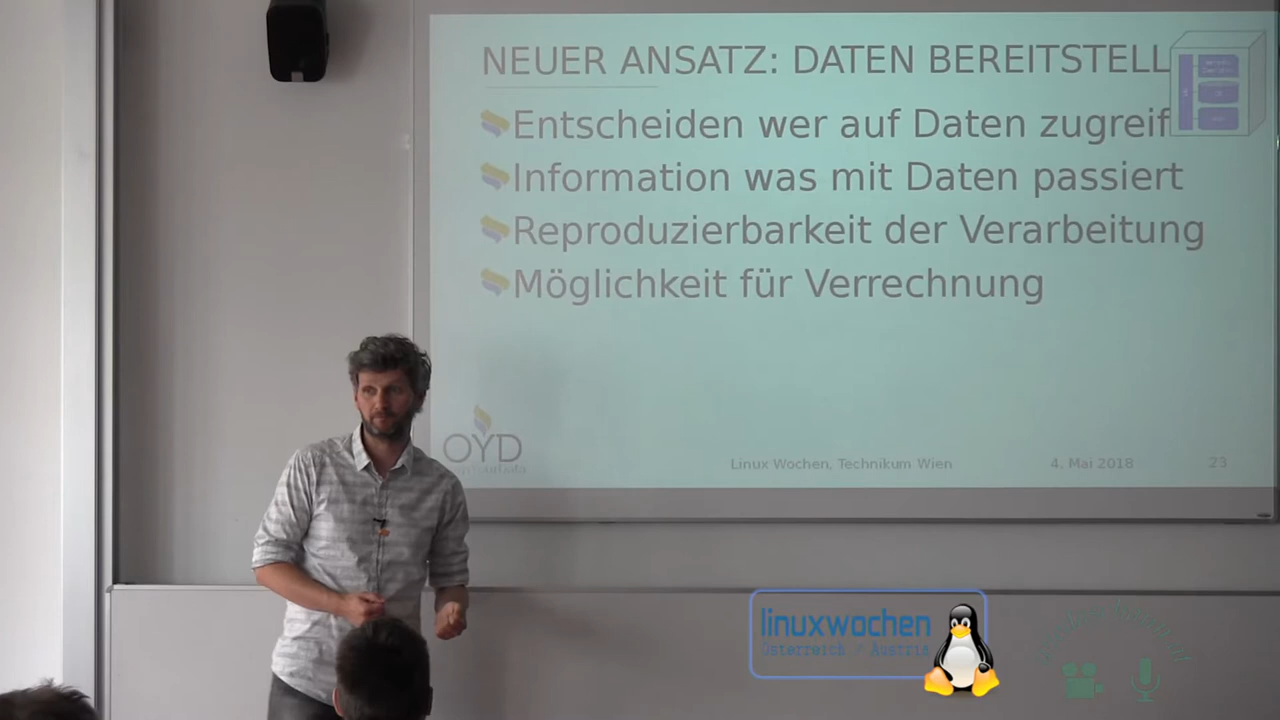 NEUER ANSATZ: DATEN BEREITSTELL
Entscheiden wer auf Daten zugreif
Information was mit Daten passiert
Reproduzierbarkeit der Verarbeitung
Möglichkeit für Verrechnung
OYD
Linux Wochen, Technikum Wien
4. Mai 2018
23
linuxwochen
Österreich / Austria